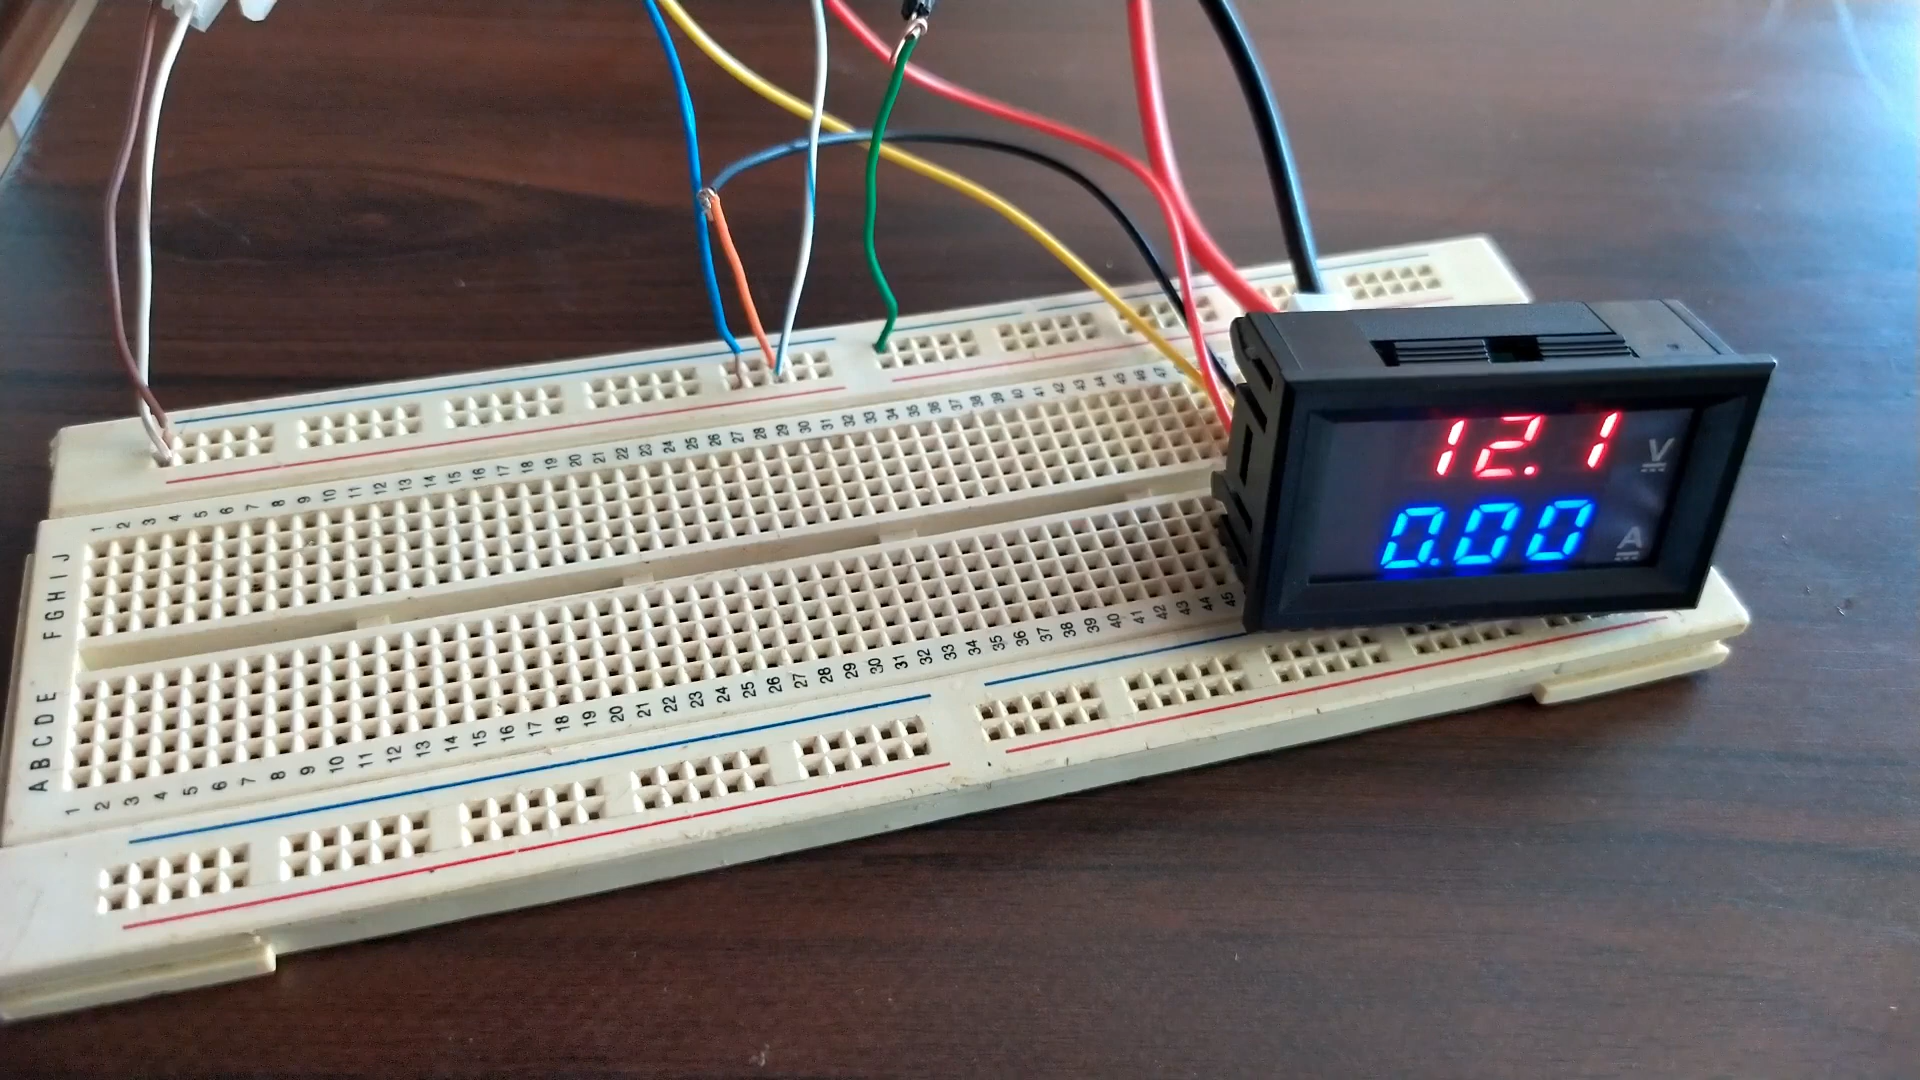 12.1 V
0.00 A
1 2 3 4 5 6 7 8 9 10 11 12 13 14 15 16 17 18 19 20 21 22 23 24 25 26 27 28 29 30 31 32 33 34 35 36 37 38 39 40 41 42 43 44 45 46 47
J
I
H
G
F
E
D
C
B
A
1 2 3 4 5 6 7 8 9 10 11 12 13 14 15 16 17 18 19 20 21 22 23 24 25 26 27 28 29 30 31 32 33 34 35 36 37 38 39 40 41 42 43 44 45